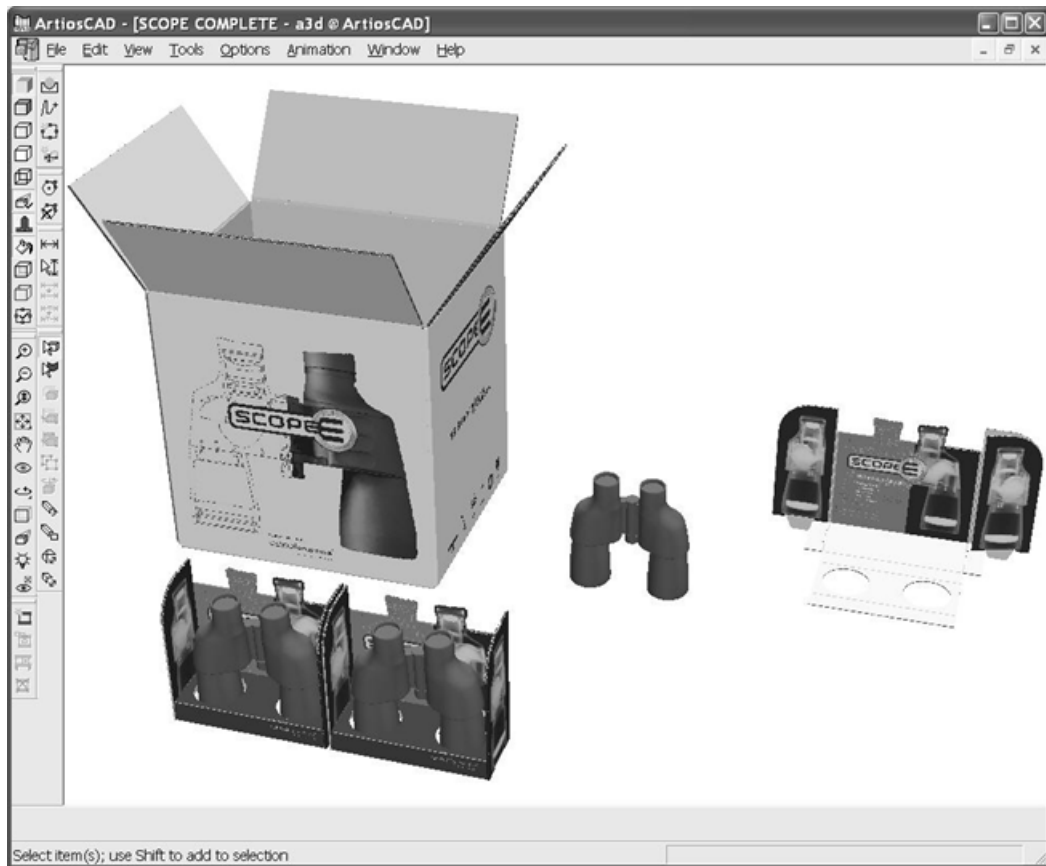 ArtiosCAD - [SCOPE COMPLETE - a3d @ ArtiosCAD]
File Edit View Tools Options Animation Window Help
SCOPE
SCOPE
SCOPE
Select item(s); use Shift to add to selection